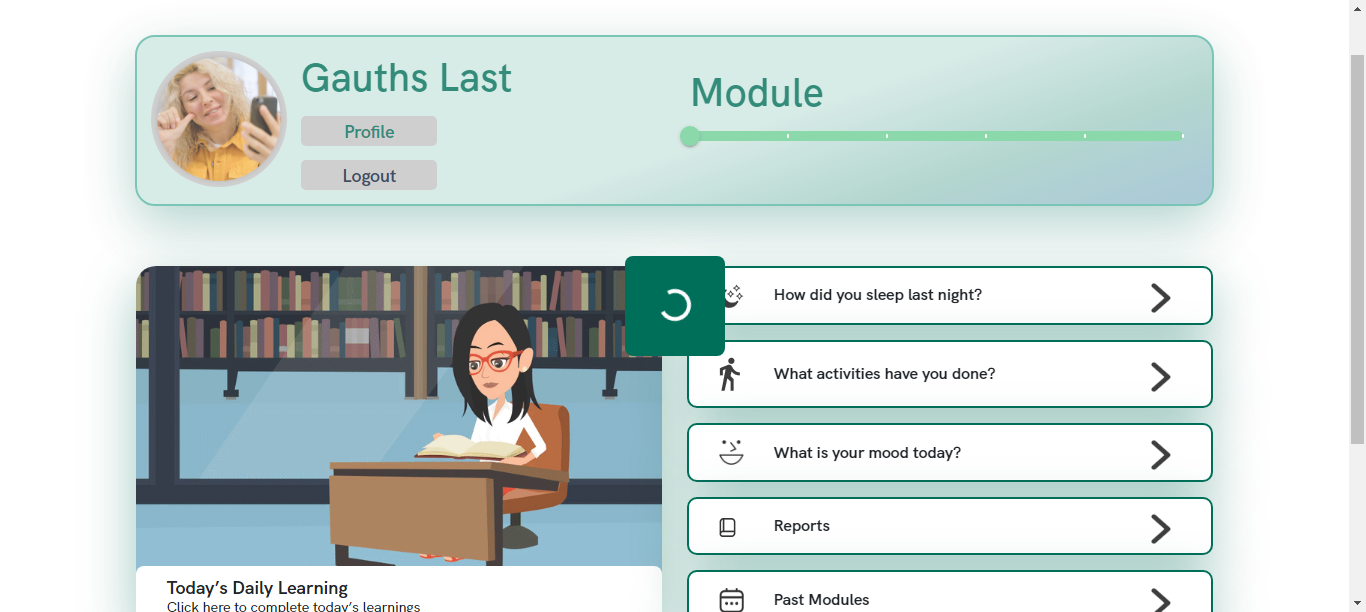 Gauths Last
Profile
Logout
Module
How did you sleep last night?
What activities have you done?
What is your mood today?
Reports
Past Modules
Today's Daily Learning
Click here to complete today's learnings